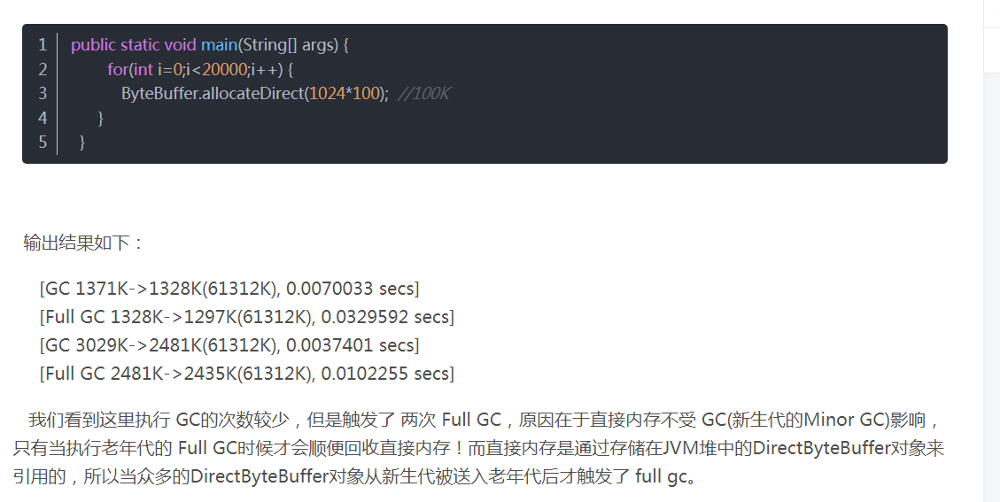 1 public static void main(String[] args) {
2 for(int i=0;i<20000;i++) {
3 ByteBuffer.allocateDirect(1024*100); //100K
4 }
5 }
输出结果如下：
[GC 1371K->1328K(61312K), 0.0070033 secs]
[Full GC 1328K->1297K(61312K), 0.0329592 secs]
[GC 3029K->2481K(61312K), 0.0037401 secs]
[Full GC 2481K->2435K(61312K), 0.0102255 secs]
我们看到这里执行 GC的次数较少，但是触发了 两次 Full GC，原因在于直接内存不受 GC(新生代的Minor GC)影响，
只有当执行老年代的 Full GC时候才会顺便回收直接内存！而直接内存是通过存储在JVM堆中的DirectByteBuffer对象来
引用的，所以当众多的DirectByteBuffer对象从新生代被送入老年代后才触发了 full gc。